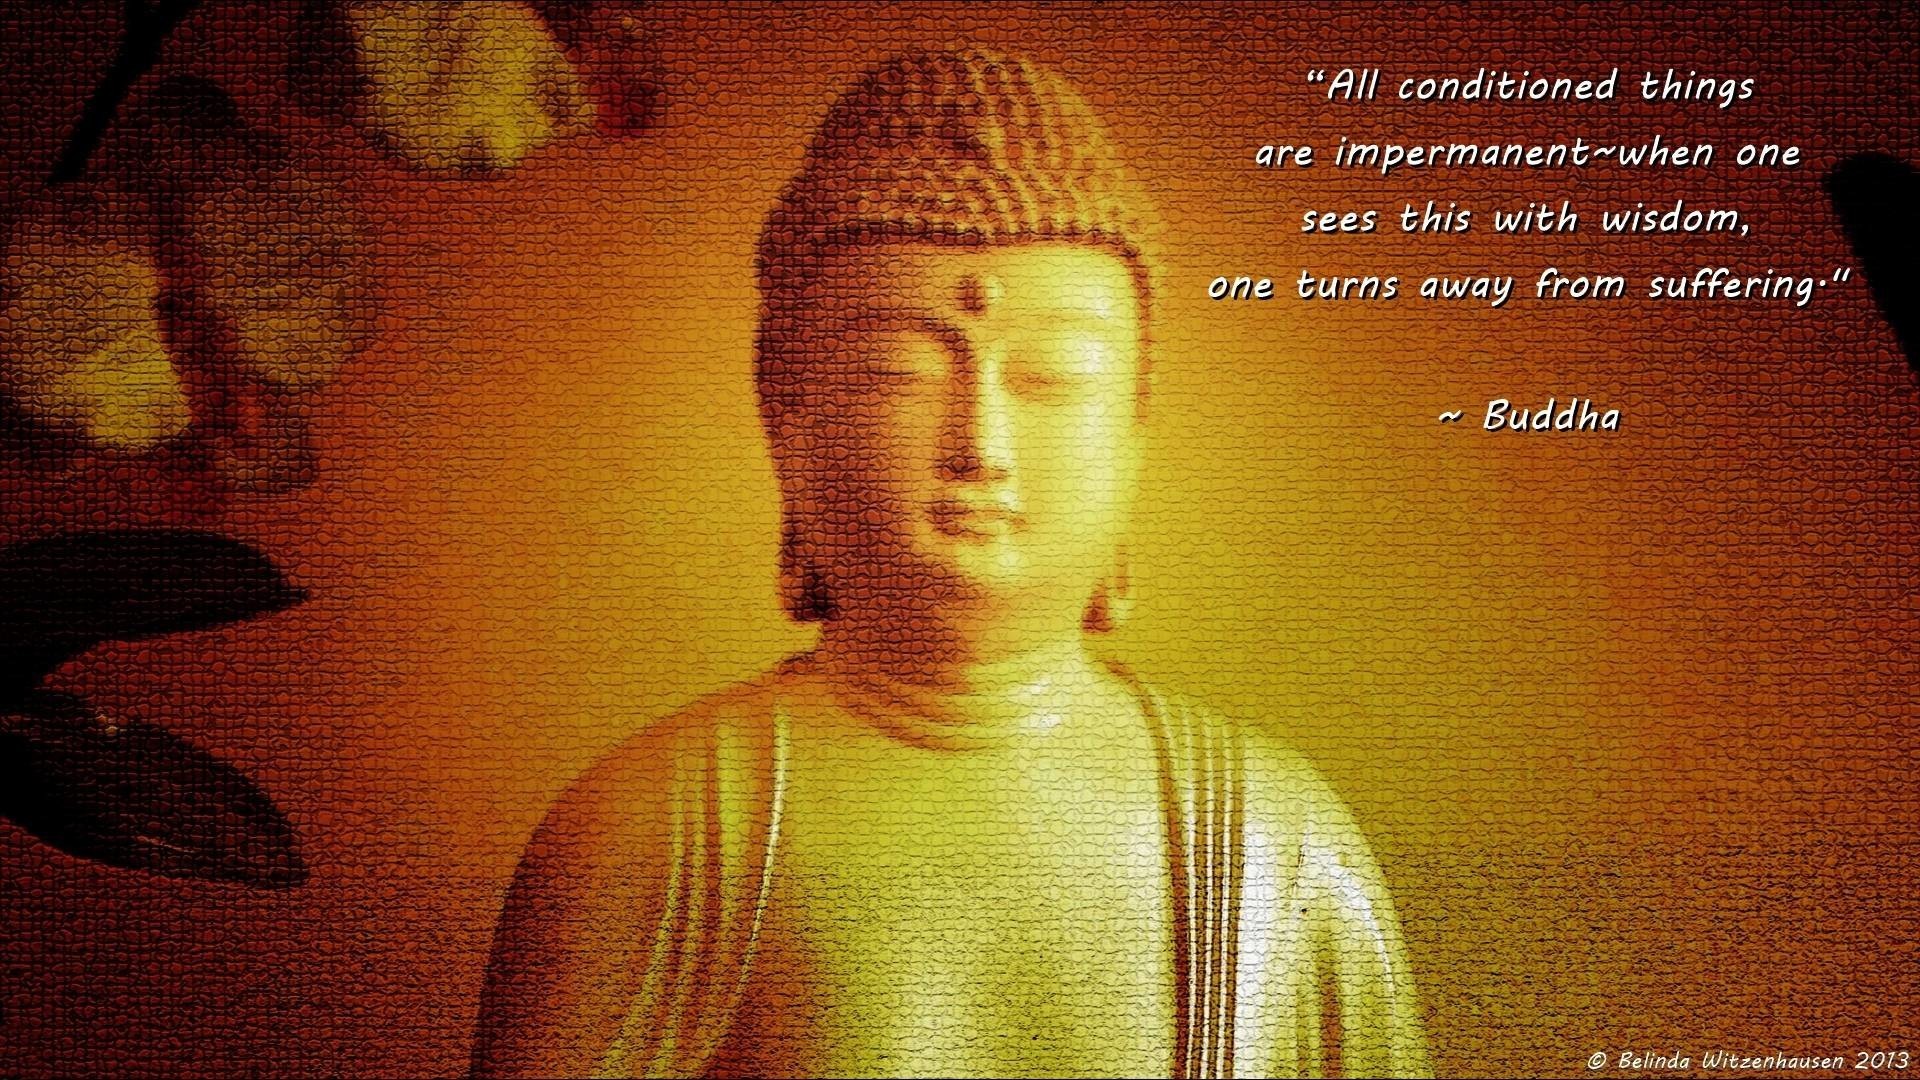 “All conditioned things
are impermanent~when one
sees this with wisdom,
one turns away from suffering."
~ Buddha
© Belinda Witzenhausen 2013